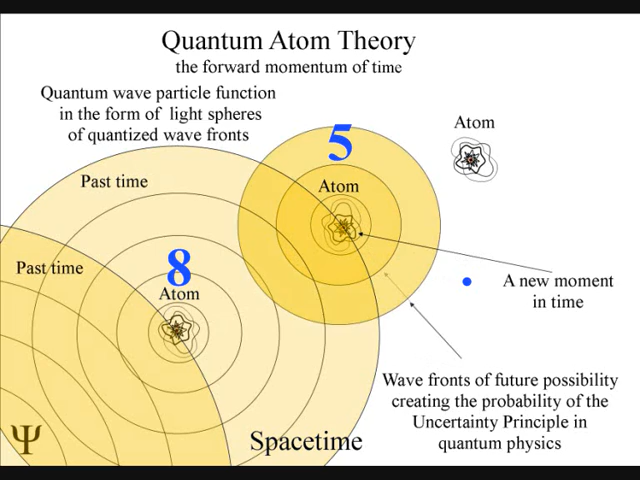 Quantum Atom Theory
the forward momentum of time
Quantum wave particle function
in the form of light spheres
of quantized wave fronts
5
Atom
Atom
Past time
Past time
8
Atom
A new moment
in time
Wave fronts of future possibility
creating the probability of the
Uncertainty Principle in
quantum physics
Spacetime
Ψ